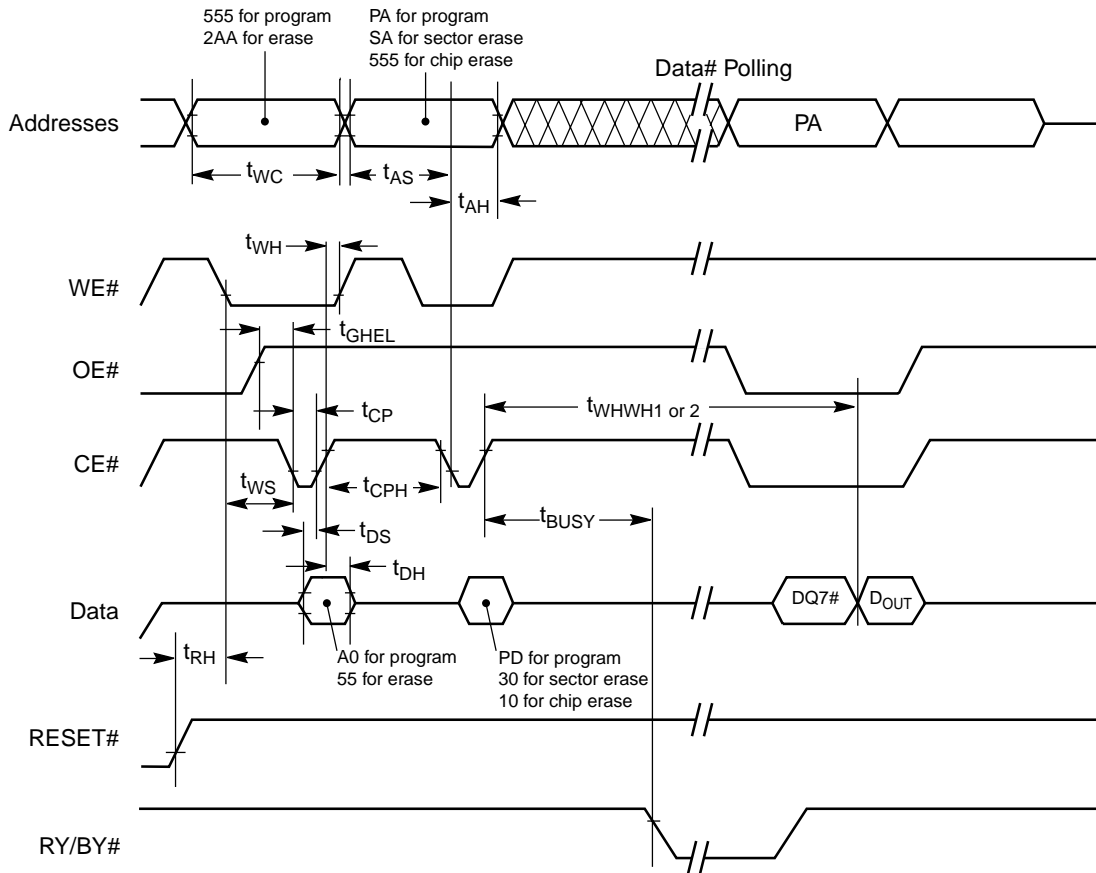 555 for program
2AA for erase
PA for program
SA for sector erase
555 for chip erase
Data# Polling
Addresses
PA
tWC
tAS
tAH
tWH
WE#
tGHEL
OE#
tWHWH1 or 2
tCP
CE#
tWS
tCPH
tBUSY
tDS
tDH
Data
DQ7#
DOUT
tRH
A0 for program
55 for erase
PD for program
30 for sector erase
10 for chip erase
RESET#
RY/BY#